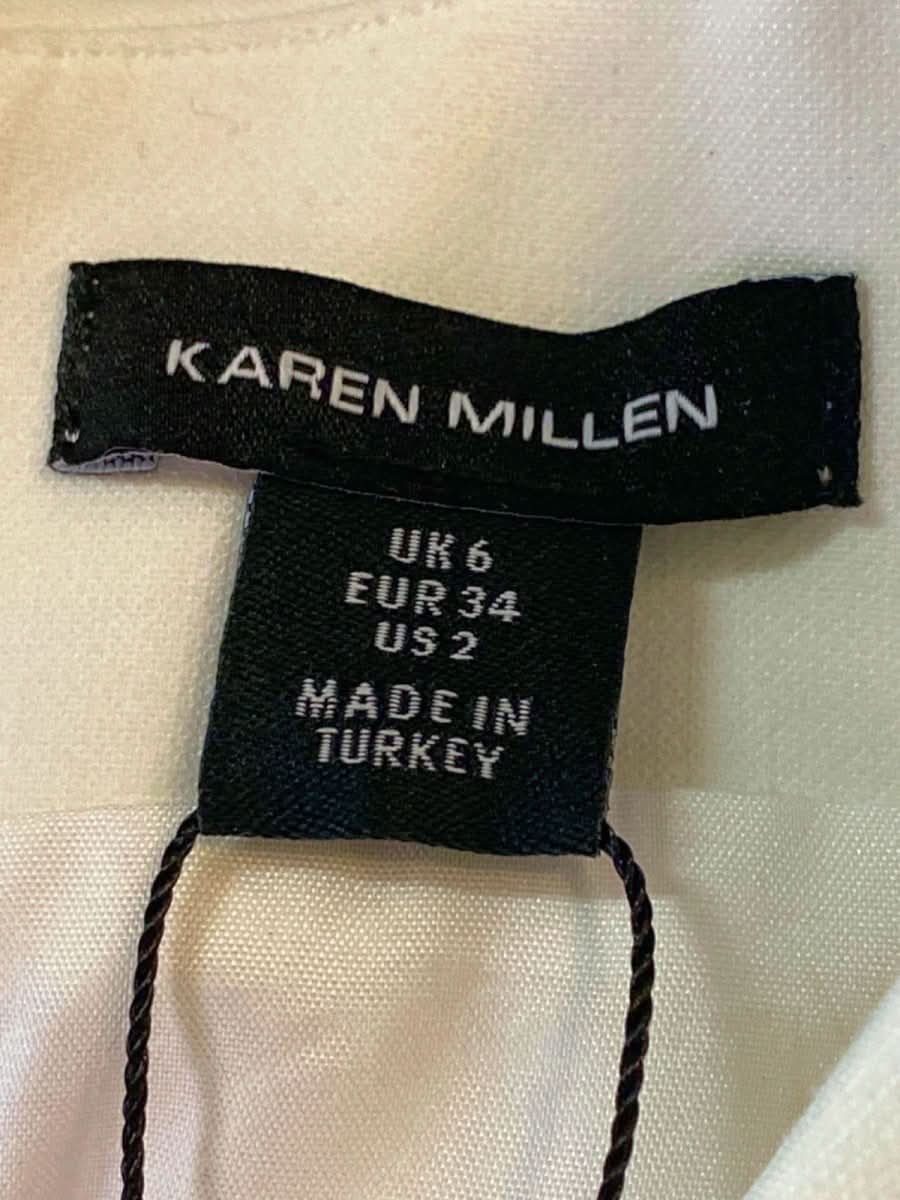 KAREN MILLEN
UK 6
EUR 34
US 2
MADE IN
TURKEY